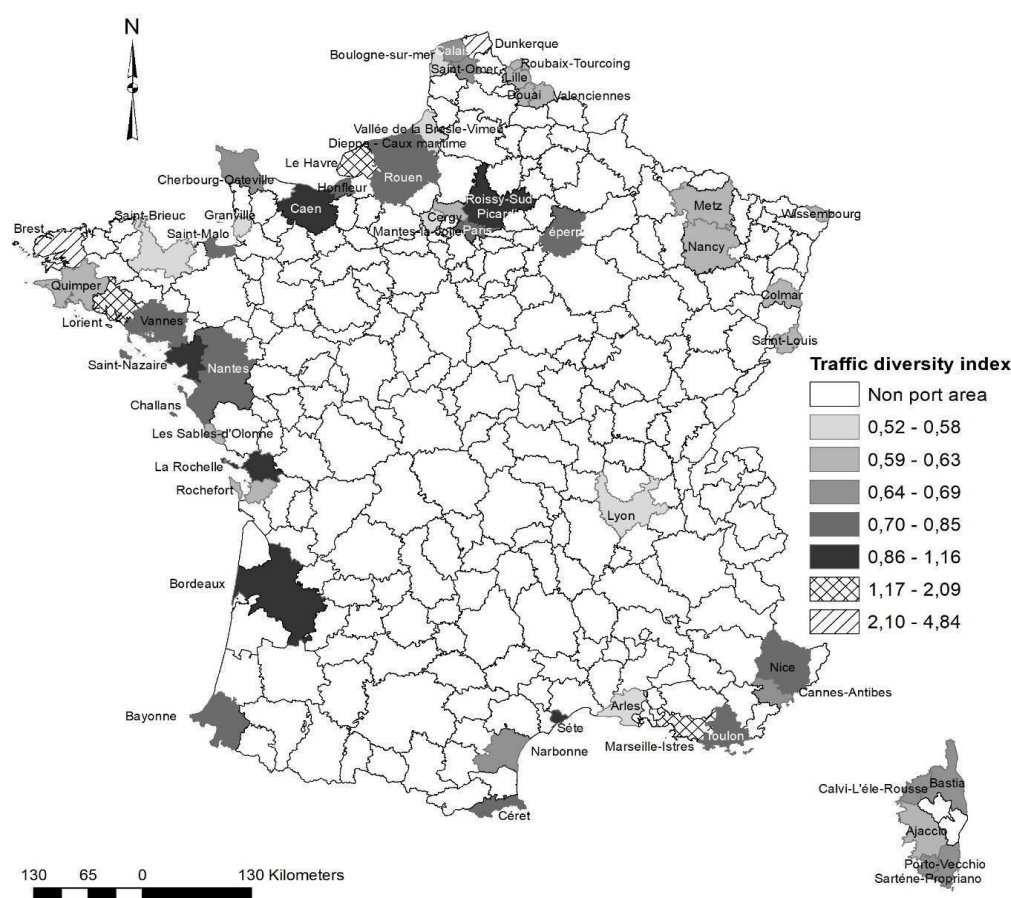 N
Dunkerque
Calais
Boulogne-sur-mer
Saint-Omer
Roubaix-Tourcoing
Lille
Douai
Valenciennes
Vallée de la Bresle-Vimeu
Dieppe - Caux maritime
Le Havre
Rouen
Cherbourg-Octeville
Honfleur
Caen
Roissy-Sud
Picardi
Metz
Wissembourg
Saint-Brieuc
Granville
Cergy
Brest
Saint-Malo
Mantes-la-Jolie
Paris
épern
Nancy
Quimper
Colmar
Lorient
Vannes
Saint-Louis
Saint-Nazaire
Nantes
Challans
Les Sables-d'Olonne
La Rochelle
Rochefort
Lyon
Bordeaux
Traffic diversity index
Non port area
0,52 - 0,58
0,59 - 0,63
0,64 - 0,69
0,70 - 0,85
0,86 - 1,16
1,17 - 2,09
2,10 - 4,84
Nice
Cannes-Antibes
Arles
Bayonne
Séte
Toulon
Marseille-Istres
Narbonne
Céret
Bastia
Calvi-L'éle-Rousse
Ajaccio
Porto-Vecchio
Sarténe-Propriano
130 65 0 130 Kilometers